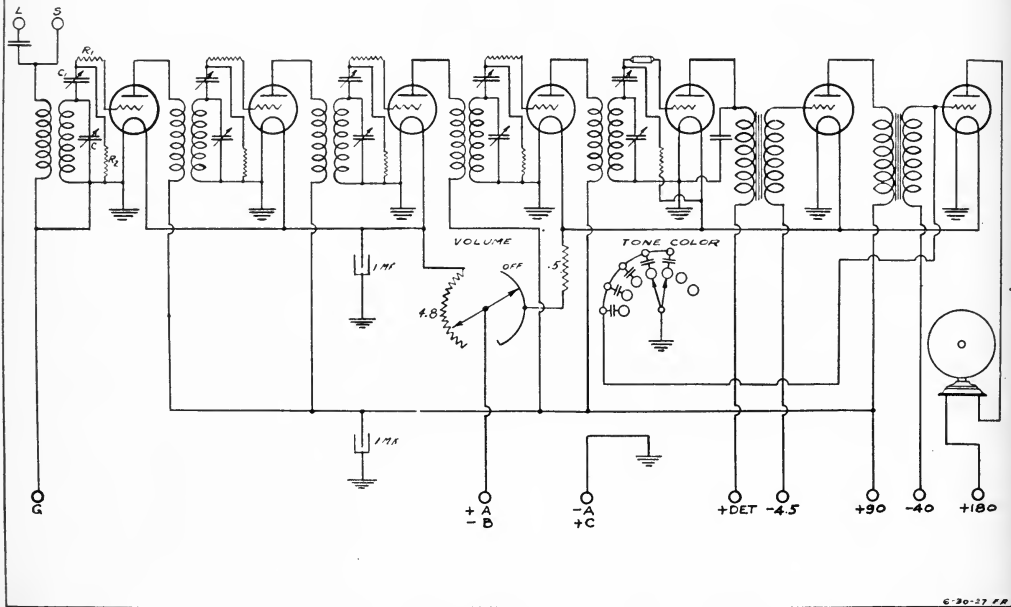 L S
R1
C1
C
R2
VOLUME
TONE COLOR
OFF
.5
1 MF
4.8
1 MF
G
+ A
- B
-A
+C
+DET
-4.5
+90
-40
+180
6-30-27 FR